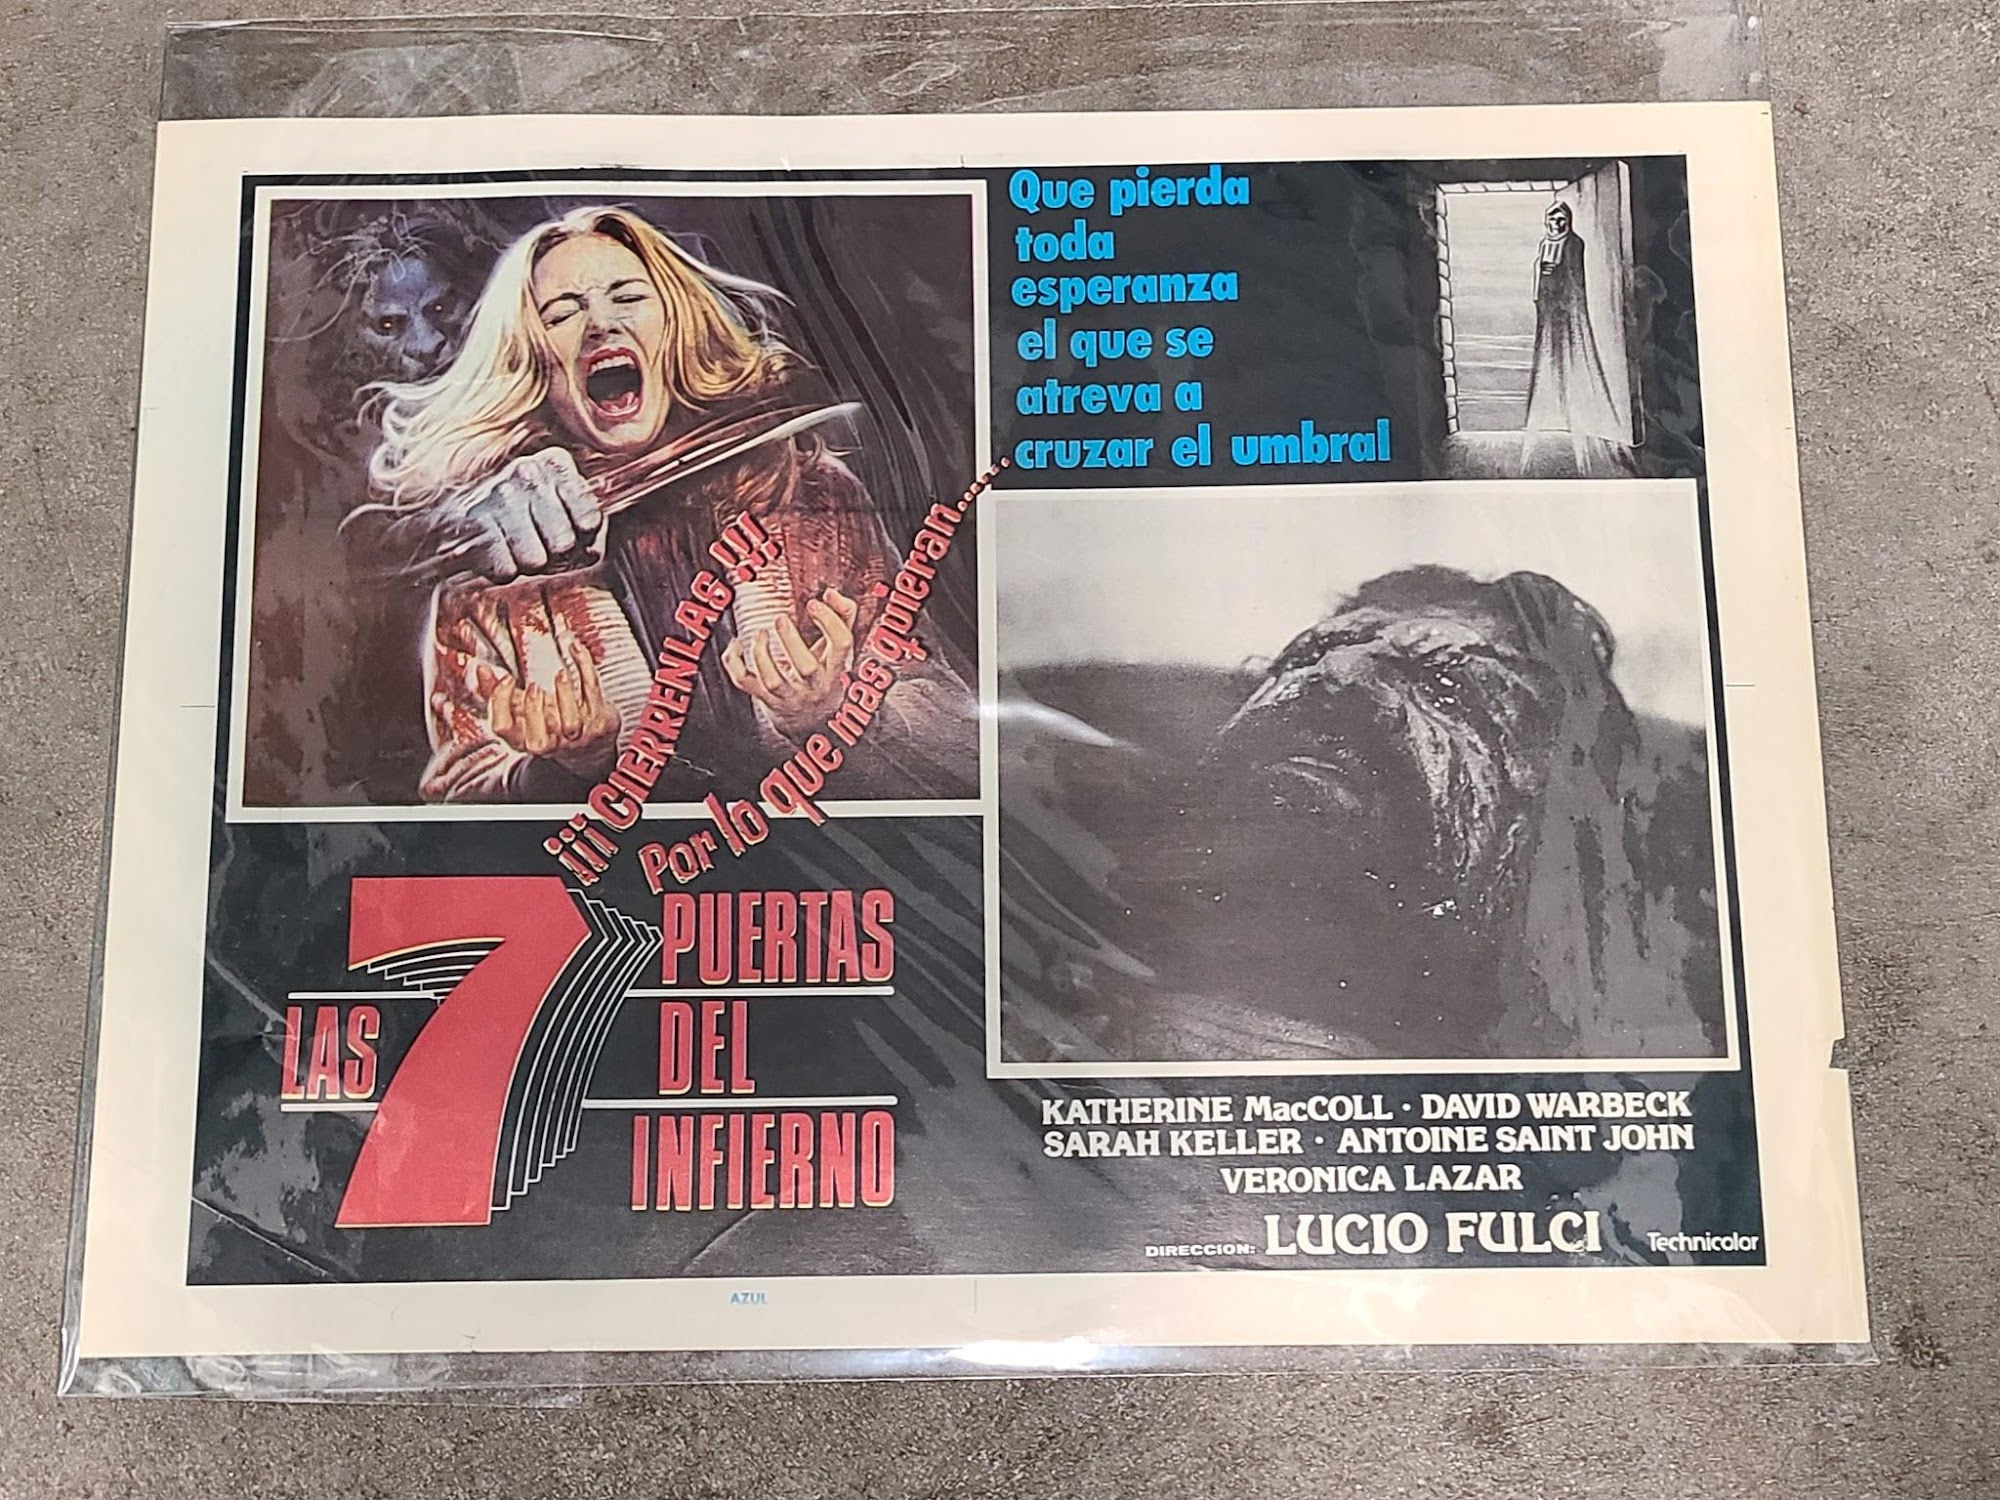 Que pierda
toda
esperanza
el que se
atreva a
cruzar el umbral
¡¡¡CIERRENLAS!!!
Por lo que más quieran......
LAS 7 PUERTAS
DEL
INFIERNO
KATHERINE MacCOLL · DAVID WARBECK
SARAH KELLER · ANTOINE SAINT JOHN
VERONICA LAZAR
DIRECCION: LUCIO FULCI
Technicolor
AZUL